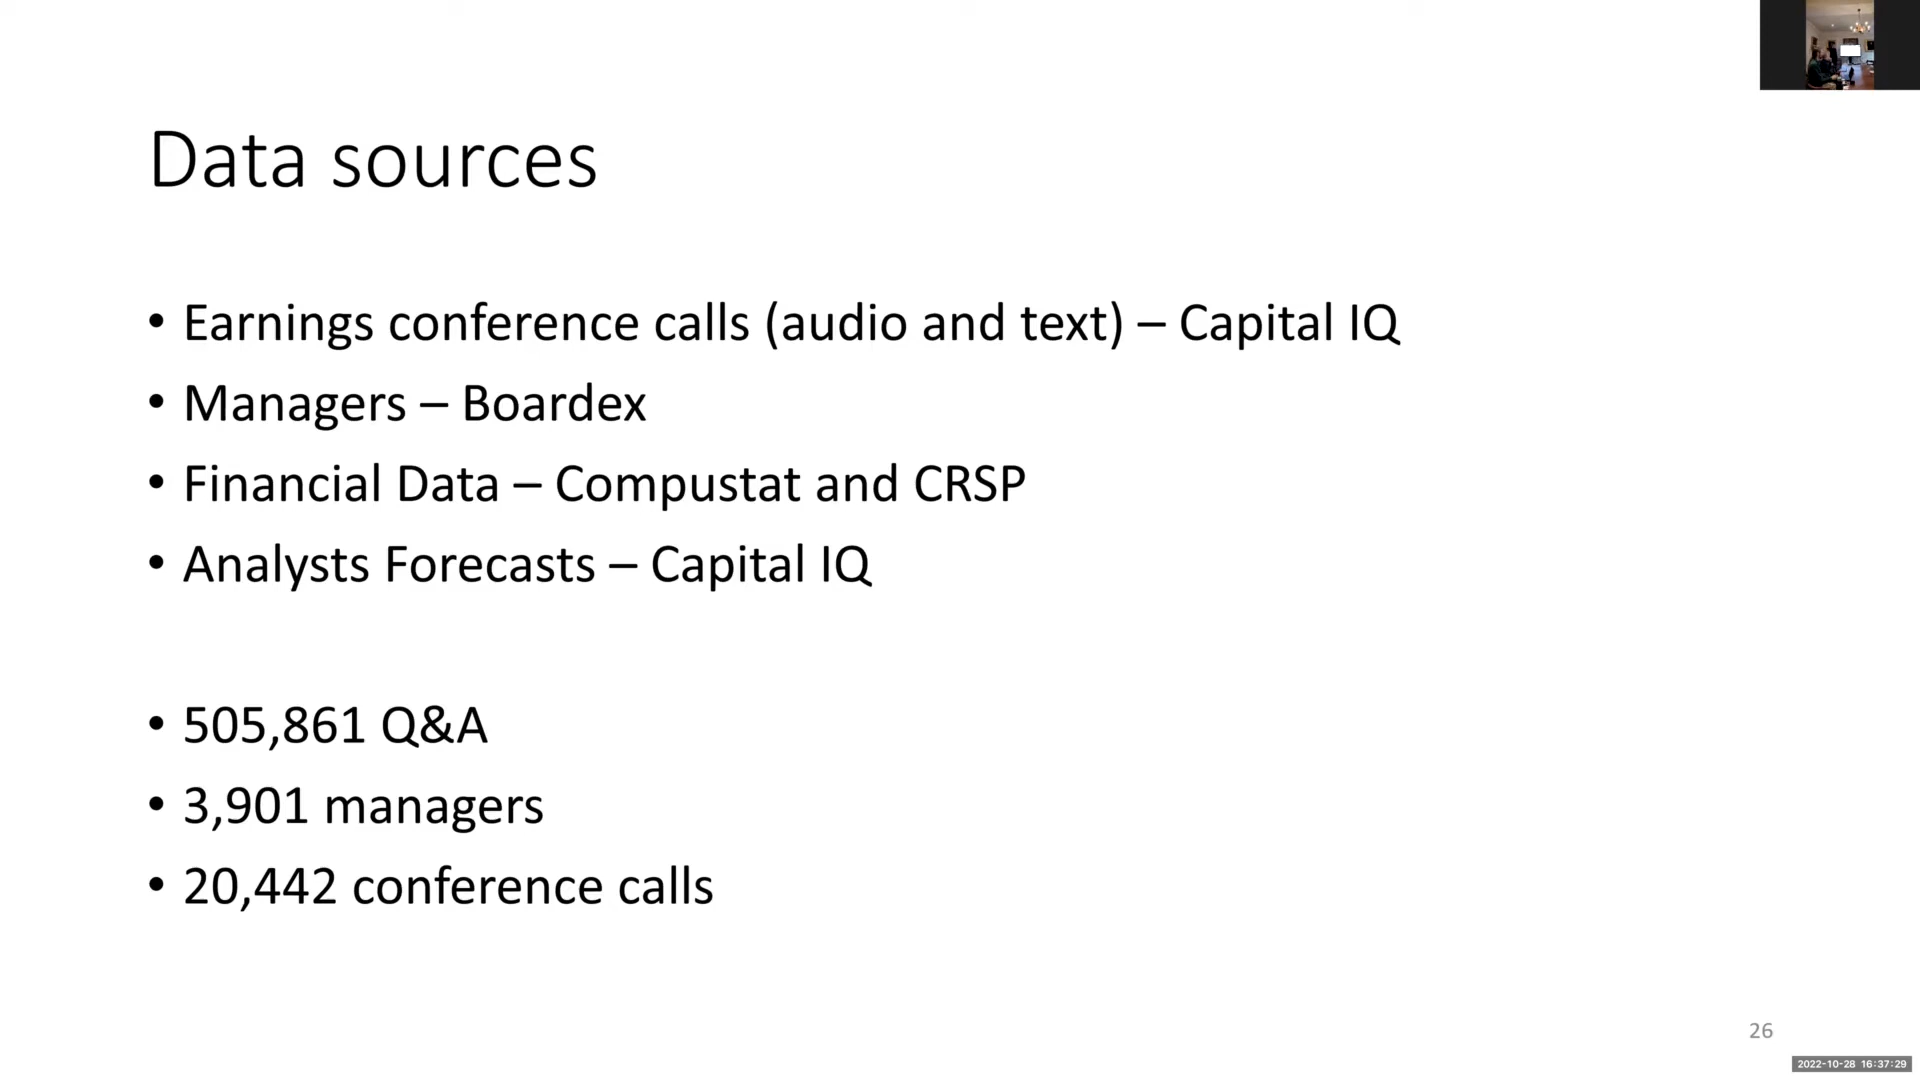 Data sources
• Earnings conference calls (audio and text) – Capital IQ
• Managers – Boardex
• Financial Data – Compustat and CRSP
• Analysts Forecasts – Capital IQ
• 505,861 Q&A
• 3,901 managers
• 20,442 conference calls
26
2022-10-28 16:37:29